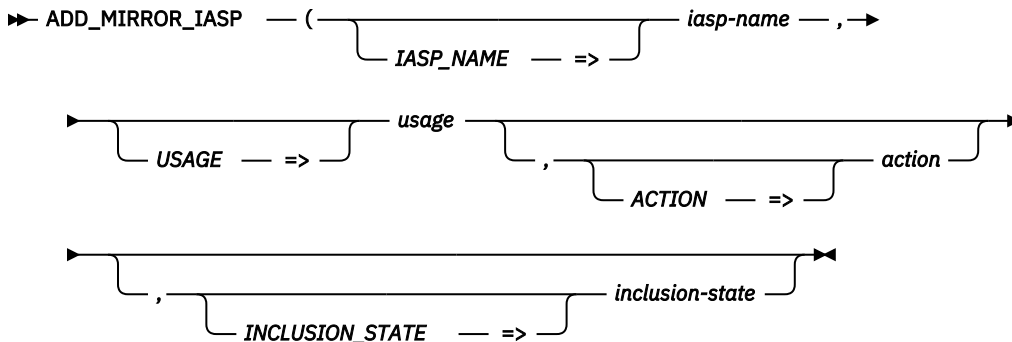 ADD_MIRROR_IASP ( iasp-name ,
IASP_NAME =>
usage
USAGE =>
, action
ACTION =>
, inclusion-state
INCLUSION_STATE =>